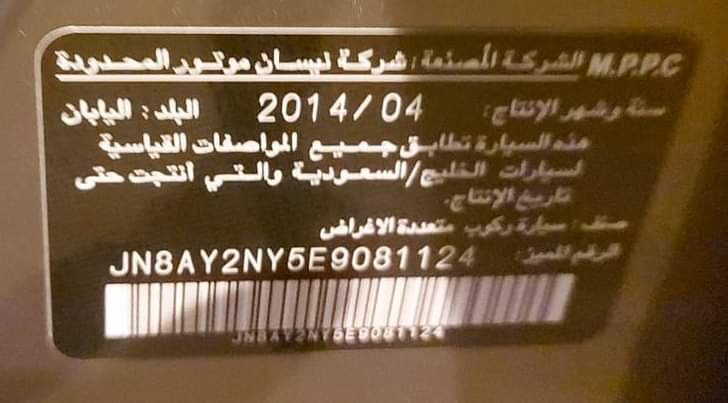 M.P.P.C الشركة المصنعة: شركة نيسان موتور المحدودة
سنة وشهر الإنتاج: 2014/04 البلد: اليابان
هذه السيارة تطابق جميع المواصفات القياسية
لسيارات الخليج/السعودية والتي أنتجت حتى
تاريخ الإنتاج.
صنف: سيارة ركوب متعددة الاغراض
الرقم المميز: JN8AY2NY5E9081124
JN8AY2NY5E9081124